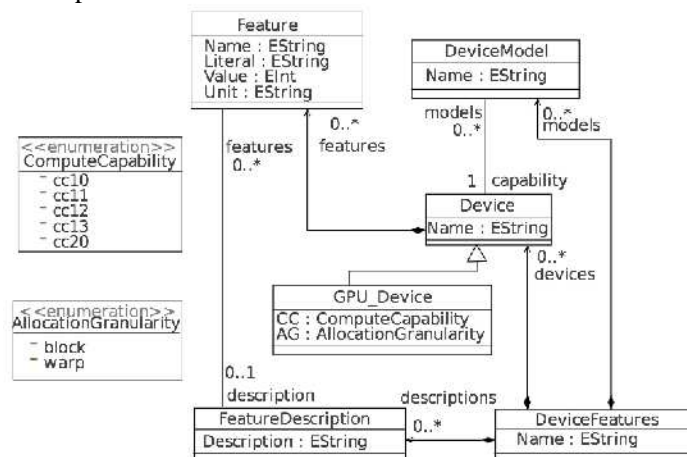 Feature
Name : EString
Literal : EString
Value : EInt
Unit : EString
DeviceModel
Name : EString
features
0..*
0..*
features
models
0..*
0..*
models
<<enumeration>>
ComputeCapability
cc10
cc11
cc12
cc13
cc20
1 capability
Device
Name : EString
0..*
devices
<<enumeration>>
AllocationGranularity
block
warp
GPU_Device
CC : ComputeCapability
AG : AllocationGranularity
0..1
description
descriptions
0..*
FeatureDescription
Description : EString
DeviceFeatures
Name : EString